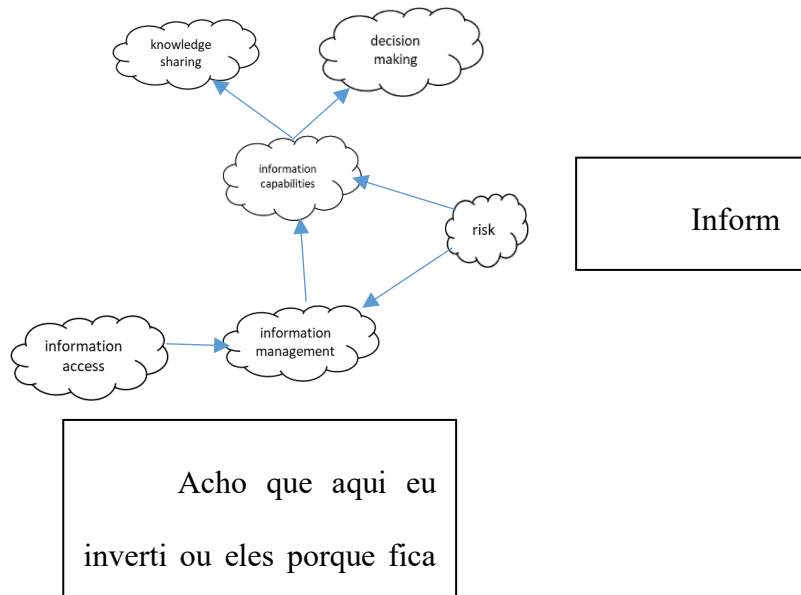 knowledge
sharing
decision
making
information
capabilities
risk
Inform
information
access
information
management
Acho que aqui eu
inverti ou eles porque fica